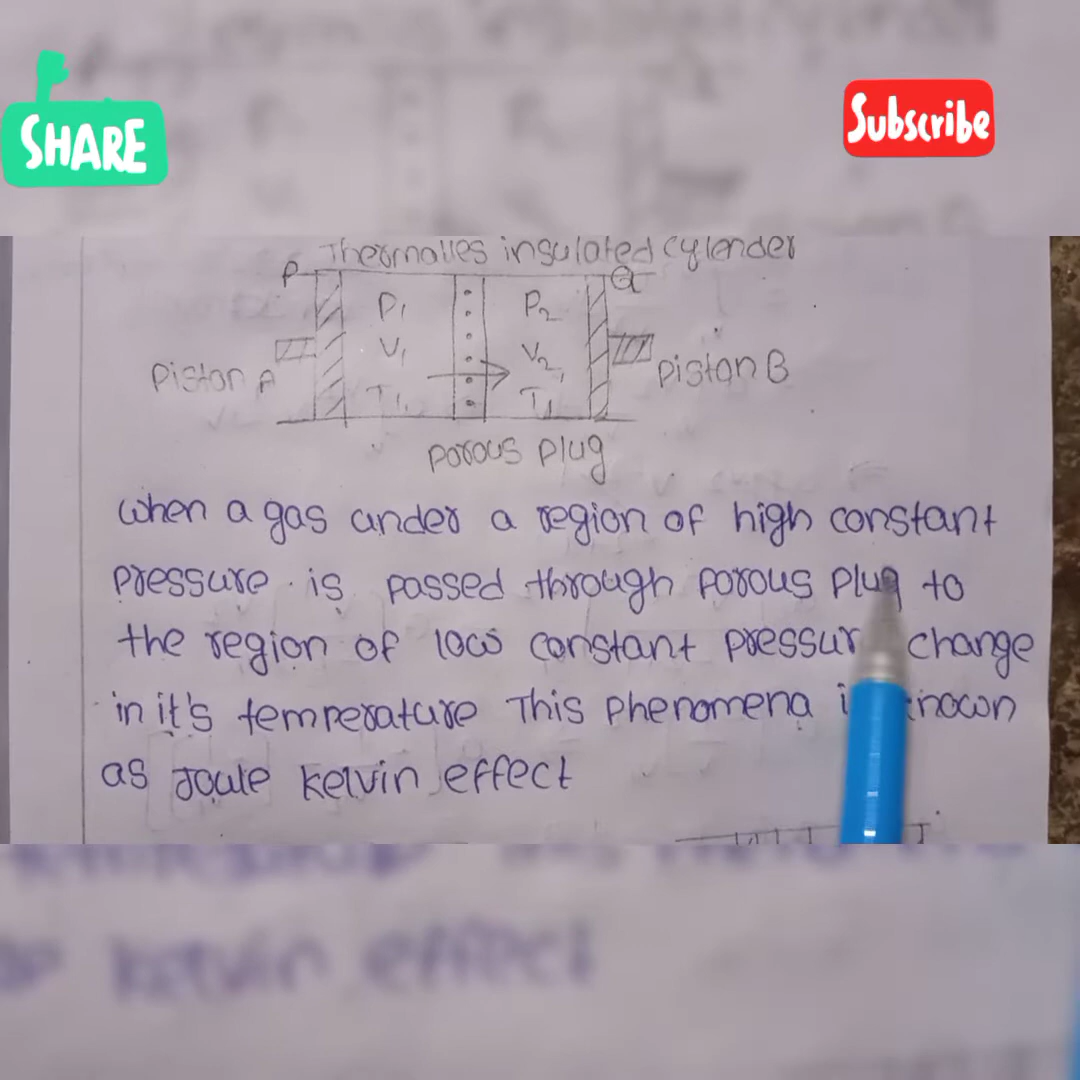 SHARE
Subscribe
Thermalles insulated cylender
P Q
P1 P2
V1 V2
T1 T1
Piston A
Piston B
porous plug
when a gas under a region of high constant
pressure is passed through porous plug to
the region of low constant pressur change
in it's temperature This phenomena
as Joule Kelvin effect
kelvin effect